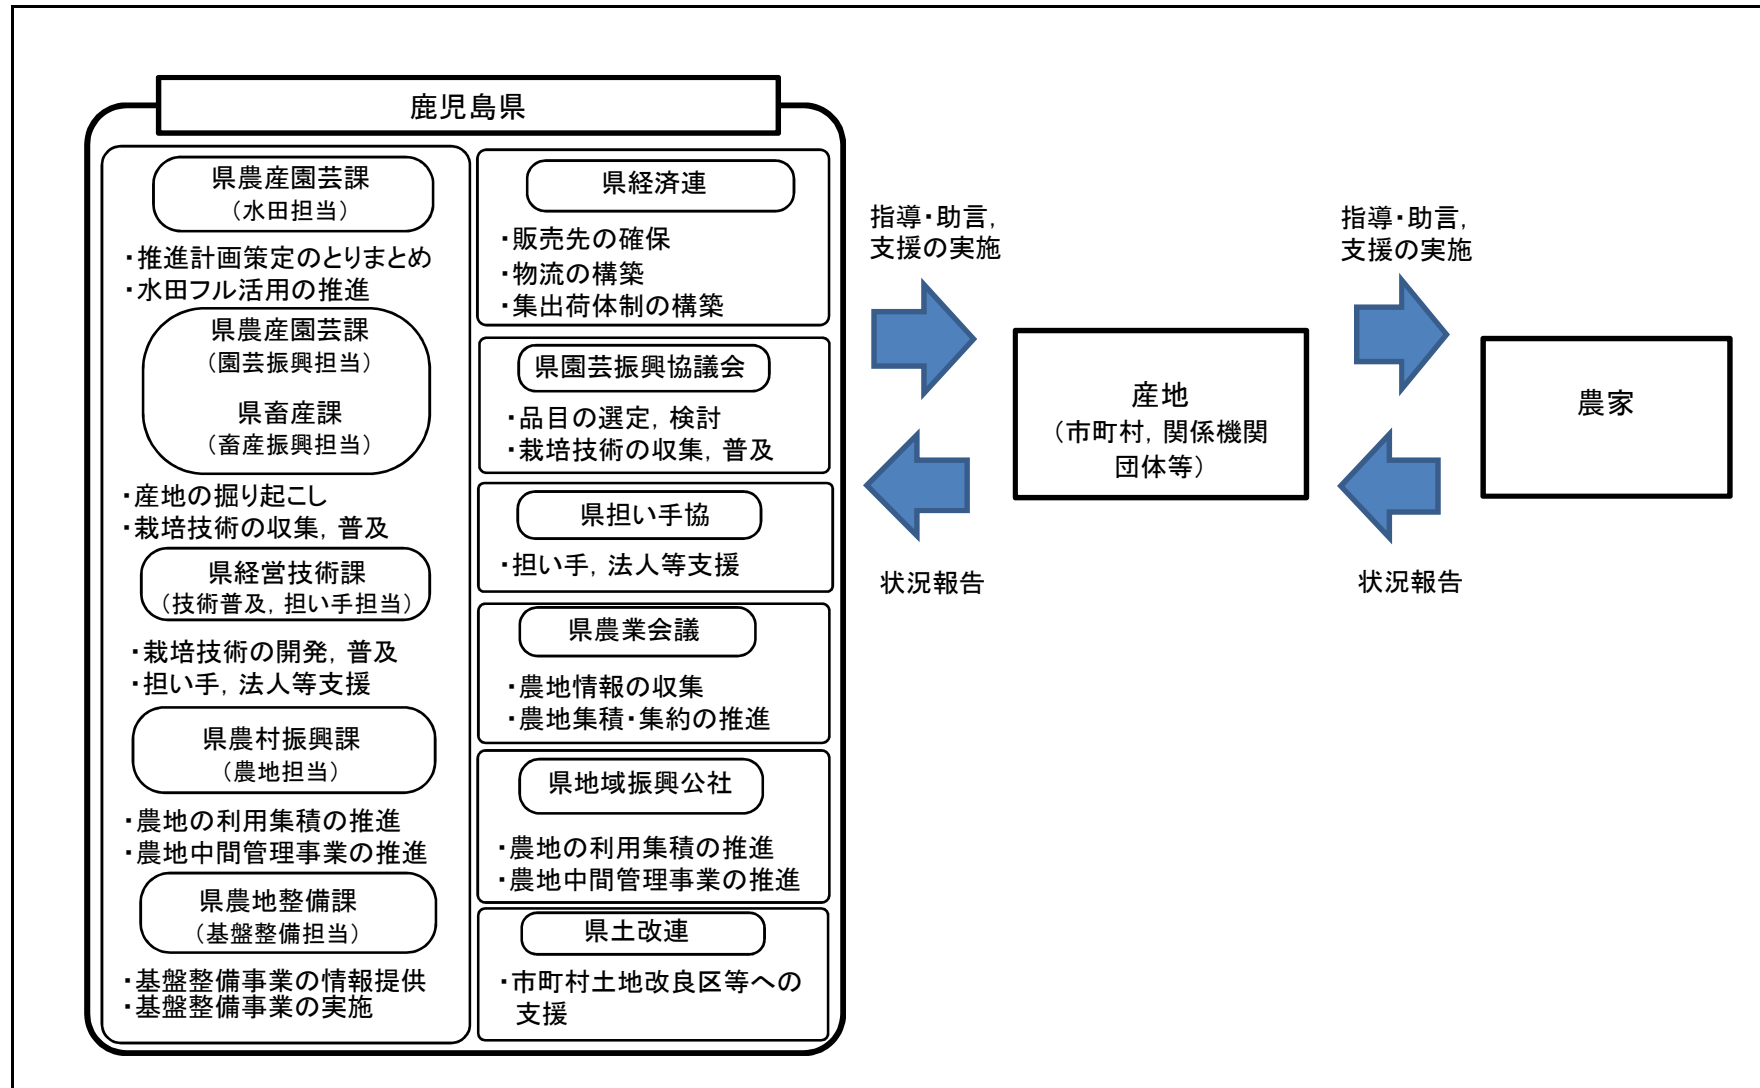 鹿児島県
県農産園芸課
（水田担当）
・推進計画策定のとりまとめ
・水田フル活用の推進
県農産園芸課
（園芸振興担当）
県畜産課
（畜産振興担当）
・産地の掘り起こし
・栽培技術の収集，普及
県経営技術課
（技術普及，担い手担当）
・栽培技術の開発，普及
・担い手，法人等支援
県農村振興課
（農地担当）
・農地の利用集積の推進
・農地中間管理事業の推進
県農地整備課
（基盤整備担当）
・基盤整備事業の情報提供
・基盤整備事業の実施
県経済連
・販売先の確保
・物流の構築
・集出荷体制の構築
県園芸振興協議会
・品目の選定，検討
・栽培技術の収集，普及
県担い手協
・担い手，法人等支援
県農業会議
・農地情報の収集
・農地集積・集約の推進
県地域振興公社
・農地の利用集積の推進
・農地中間管理事業の推進
県土改連
・市町村土地改良区等への
支援
指導・助言，
支援の実施
状況報告
産地
（市町村，関係機関
団体等）
指導・助言，
支援の実施
状況報告
農家